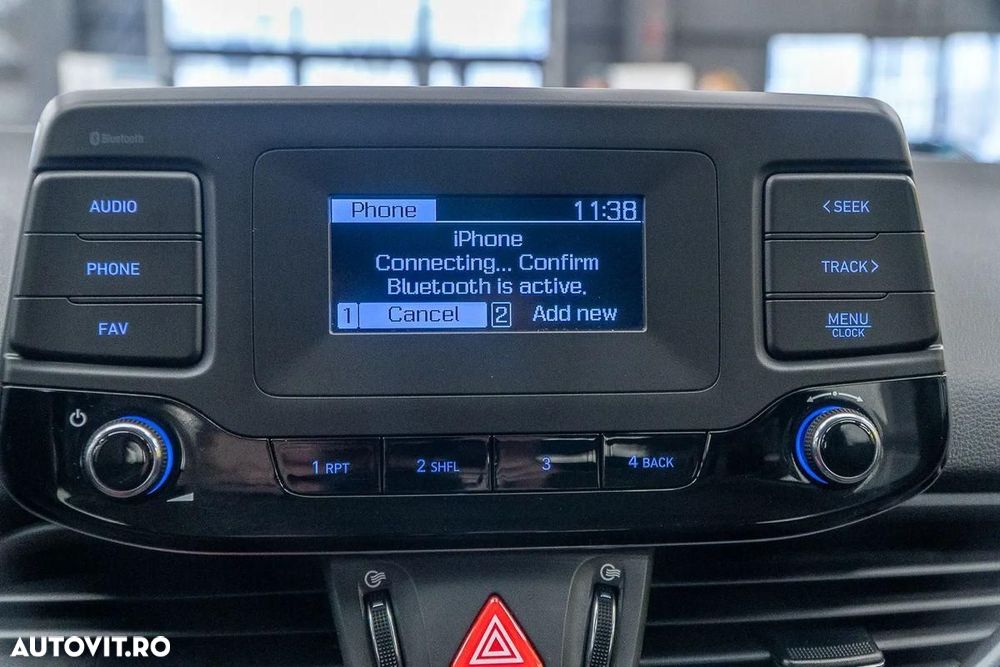 Bluetooth
AUDIO
PHONE
FAV
Phone 11:38
iPhone
Connecting... Confirm
Bluetooth is active.
1 Cancel 2 Add new
< SEEK
TRACK >
MENU
CLOCK
1 RPT
2 SHFL
3
4 BACK
AUTOVIT.RO